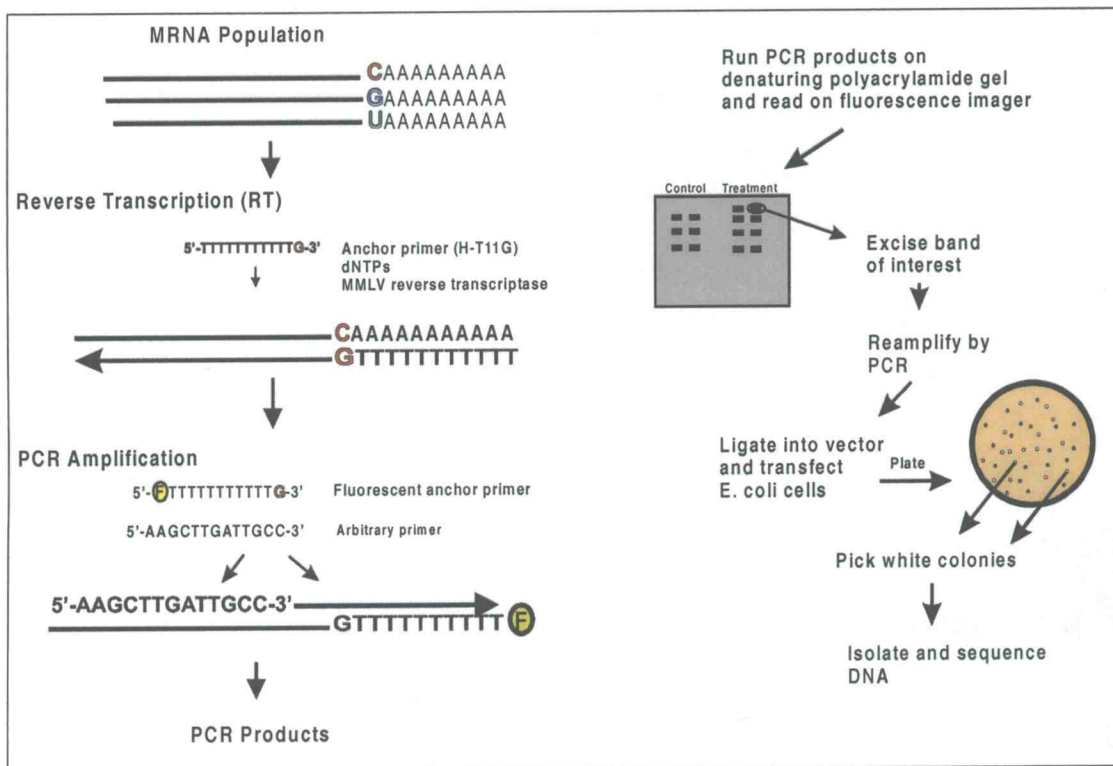 MRNA Population
CAAAAAAAAA
GAAAAAAAAA
UAAAAAAAAA
Reverse Transcription (RT)
5'-TTTTTTTTTTTG-3'
Anchor primer (H-T11G)
dNTPs
MMLV reverse transcriptase
CAAAAAAAAAAA
GTTTTTTTTTTT
PCR Amplification
5'-FTTTTTTTTTTTG-3' Fluorescent anchor primer
5'-AAGCTTGATTGCC-3' Arbitrary primer
5'-AAGCTTGATTGCC-3'
GTTTTTTTTTT F
PCR Products
Run PCR products on
denaturing polyacrylamide gel
and read on fluorescence imager
Control Treatment
Excise band
of interest
Reamplify by
PCR
Ligate into vector
and transfect
E. coli cells
Plate
Pick white colonies
Isolate and sequence
DNA